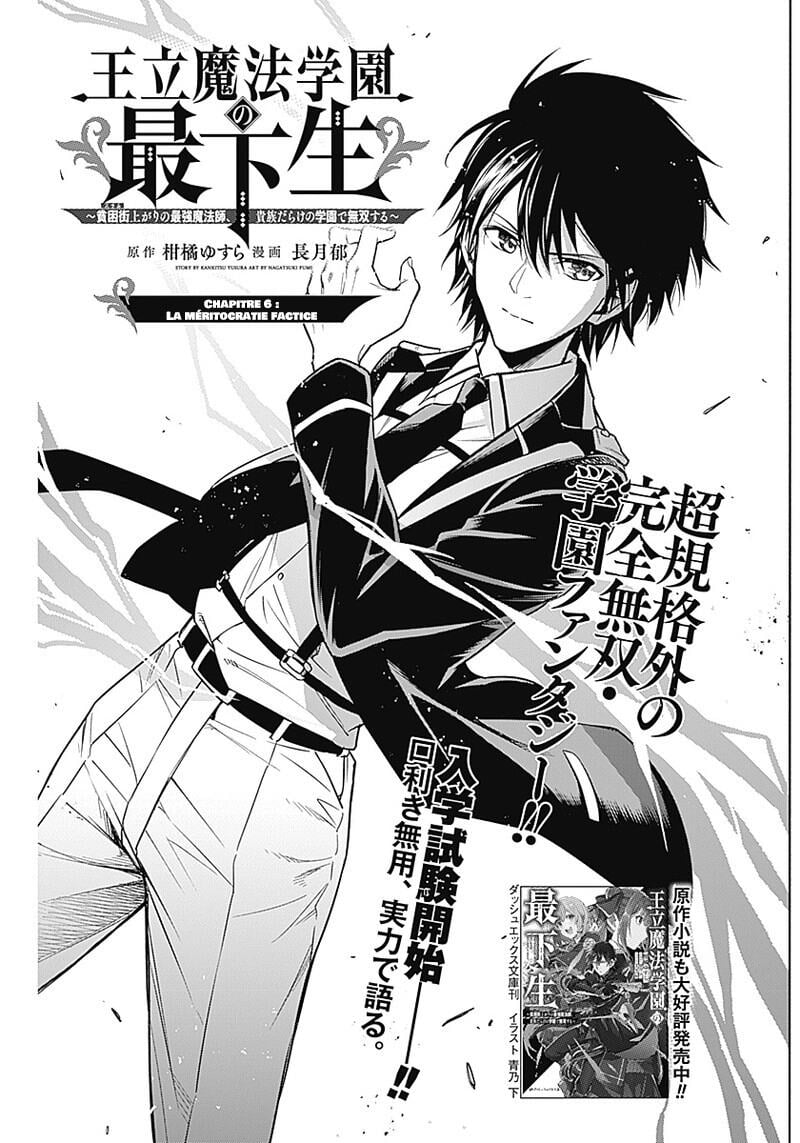 王立魔法学園
の
最下生
～貧困街上がりの最強魔法師、貴族だらけの学園で無双する～
原作 柑橘ゆすら 漫画 長月郁
STORY BY KANKITSU YUSURA ART BY NAGATSUKI FUMI
CHAPITRE 6 :
LA MÉRITOCRATIE FACTICE
超規格外の
完全無双・
学園ファンタジー!!
入学試験開始――!!
口利き無用、実力で語る。
原作小説も大好評発売中!!
王立魔法学園の
最下生
ダッシュエックス文庫刊 イラスト 青乃 下